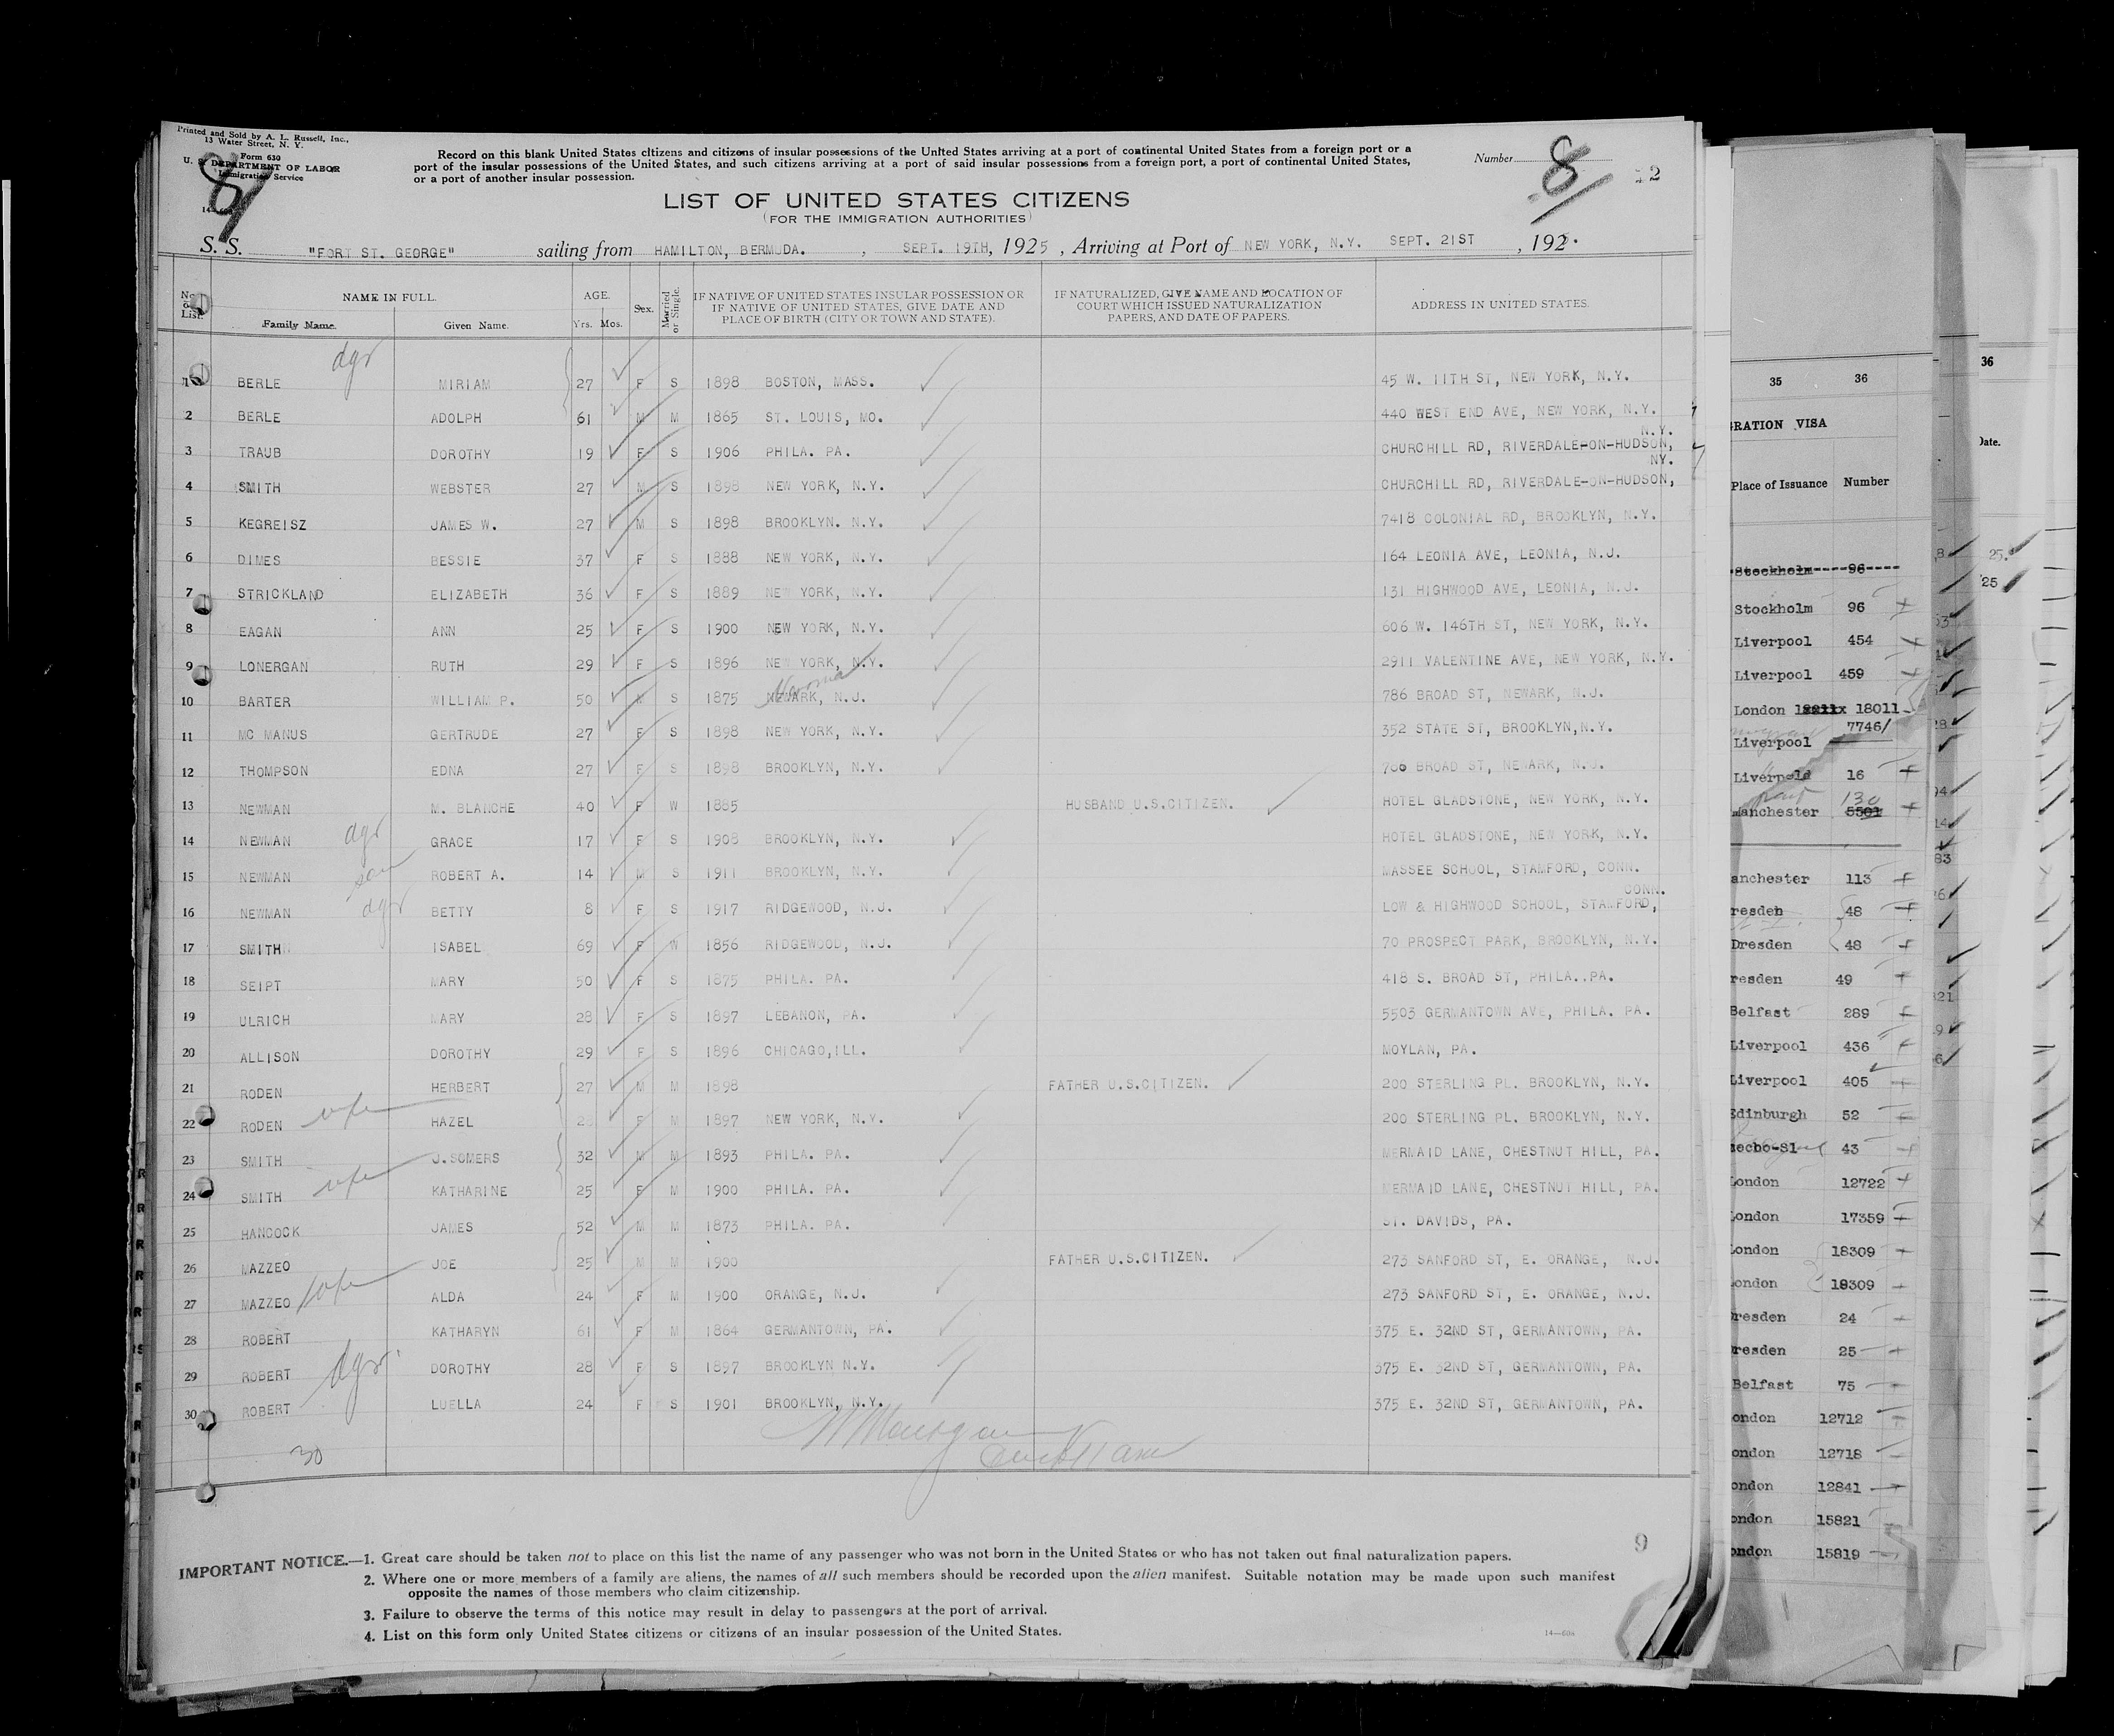 Printed and Sold by A. L. Russell, Inc.,
13 Water Street, N. Y.
Form 630
U. S. DEPARTMENT OF LABOR
Immigration Service
Record on this blank United States citizens and citizens of insular possessions of the United States arriving at a port of continental United States from a foreign port or a
port of the insular possessions of the United States, and such citizens arriving at a port of said insular possessions from a foreign port, a port of continental United States,
or a port of another insular possession.
Number 8
2
LIST OF UNITED STATES CITIZENS
(FOR THE IMMIGRATION AUTHORITIES)
S. S. "FORT ST. GEORGE" sailing from HAMILTON, BERMUDA. , SEPT. 19TH, 1925 , Arriving at Port of NEW YORK, N.Y. SEPT. 21ST , 192
No. on List. NAME IN FULL. Family Name. Given Name. AGE. Yrs. Mos. Sex. Married or Single. IF NATIVE OF UNITED STATES INSULAR POSSESSION OR IF NATIVE OF UNITED STATES, GIVE DATE AND PLACE OF BIRTH (CITY OR TOWN AND STATE). IF NATURALIZED, GIVE NAME AND LOCATION OF COURT WHICH ISSUED NATURALIZATION PAPERS, AND DATE OF PAPERS. ADDRESS IN UNITED STATES.
dgr
1 BERLE MIRIAM 27 F S 1898 BOSTON, MASS. 45 W. 11TH ST, NEW YORK, N.Y.
2 BERLE ADOLPH 61 M M 1865 ST. LOUIS, MO. 440 WEST END AVE, NEW YORK, N.Y.
3 TRAUB DOROTHY 19 F S 1906 PHILA. PA. CHURCHILL RD, RIVERDALE-ON-HUDSON, N.Y.
4 SMITH WEBSTER 27 M S 1898 NEW YORK, N.Y. CHURCHILL RD, RIVERDALE-ON-HUDSON, NY.
5 KEGREISZ JAMES W. 27 M S 1898 BROOKLYN. N.Y. 7418 COLONIAL RD, BROOKLYN, N.Y.
6 DIMES BESSIE 37 F S 1888 NEW YORK, N.Y. 164 LEONIA AVE, LEONIA, N.J.
7 STRICKLAND ELIZABETH 36 F S 1889 NEW YORK, N.Y. 131 HIGHWOOD AVE, LEONIA, N.J.
8 EAGAN ANN 25 F S 1900 NEW YORK, N.Y. 606 W. 146TH ST, NEW YORK, N.Y.
9 LONERGAN RUTH 29 F S 1896 NEW YORK, N.Y. 2911 VALENTINE AVE, NEW YORK, N.Y.
10 BARTER WILLIAM P. 50 M S 1875 NEWARK, N.J. 786 BROAD ST, NEWARK, N.J.
11 MC MANUS GERTRUDE 27 F S 1898 NEW YORK, N.Y. 352 STATE ST, BROOKLYN,N.Y.
12 THOMPSON EDNA 27 F S 1898 BROOKLYN, N.Y. 786 BROAD ST, NEWARK, N.J.
13 NEWMAN M. BLANCHE 40 F W 1885 HUSBAND U.S.CITIZEN. HOTEL GLADSTONE, NEW YORK, N.Y.
14 NEWMAN dgr GRACE 17 F S 1908 BROOKLYN, N.Y. HOTEL GLADSTONE, NEW YORK, N.Y.
15 NEWMAN son ROBERT A. 14 M S 1911 BROOKLYN, N.Y. MASSEE SCHOOL, STAMFORD, CONN.
16 NEWMAN dgr BETTY 8 F S 1917 RIDGEWOOD, N.J. LOW & HIGHWOOD SCHOOL, STAMFORD, CONN.
17 SMITH ISABEL 69 F W 1856 RIDGEWOOD, N.J. 70 PROSPECT PARK, BROOKLYN, N.Y.
18 SEIPT MARY 50 F S 1875 PHILA. PA. 418 S. BROAD ST, PHILA..PA.
19 ULRICH MARY 28 F S 1897 LEBANON, PA. 5503 GERMANTOWN AVE, PHILA. PA.
20 ALLISON DOROTHY 29 F S 1896 CHICAGO,ILL. MOYLAN, PA.
21 RODEN HERBERT 27 M M 1898 FATHER U.S.CITIZEN. 200 STERLING PL. BROOKLYN, N.Y.
22 RODEN wife HAZEL 28 F M 1897 NEW YORK, N.Y. 200 STERLING PL. BROOKLYN, N.Y.
23 SMITH J.SOMERS 32 M M 1893 PHILA. PA. MERMAID LANE, CHESTNUT HILL, PA.
24 SMITH wife KATHARINE 25 F M 1900 PHILA. PA. MERMAID LANE, CHESTNUT HILL, PA.
25 HANCOCK JAMES 52 M M 1873 PHILA. PA. ST. DAVIDS, PA.
26 MAZZEO JOE 25 M M 1900 FATHER U.S.CITIZEN. 273 SANFORD ST, E. ORANGE, N.J.
27 MAZZEO wife ALDA 24 F M 1900 ORANGE, N.J. 273 SANFORD ST, E. ORANGE, N.J.
28 ROBERT KATHARYN 61 F M 1864 GERMANTOWN, PA. 375 E. 32ND ST, GERMANTOWN, PA.
29 ROBERT dgr DOROTHY 28 F S 1897 BROOKLYN N.Y. 375 E. 32ND ST, GERMANTOWN, PA.
30 ROBERT LUELLA 24 F S 1901 BROOKLYN, N.Y. 375 E. 32ND ST, GERMANTOWN, PA.
30
9
IMPORTANT NOTICE.—1. Great care should be taken not to place on this list the name of any passenger who was not born in the United States or who has not taken out final naturalization papers.
2. Where one or more members of a family are aliens, the names of all such members should be recorded upon the alien manifest. Suitable notation may be made upon such manifest
opposite the names of those members who claim citizenship.
3. Failure to observe the terms of this notice may result in delay to passengers at the port of arrival.
4. List on this form only United States citizens or citizens of an insular possession of the United States.
35 36
36
GRATION VISA
Date.
Place of Issuance Number
Stockholm 96
Stockholm 96
Liverpool 454
Liverpool 459
London 18011
7746/
Liverpool
Liverpool 16
130
Manchester 5501
anchester 113
resden 48
Dresden 48
resden 49
Belfast 289
Liverpool 436
Liverpool 405
Edinburgh 52
43
London 12722
London 17359
London 18309
ondon 18309
resden 24
resden 25
Belfast 75
ondon 12712
ondon 12718
ondon 12841
ondon 15821
ondon 15819